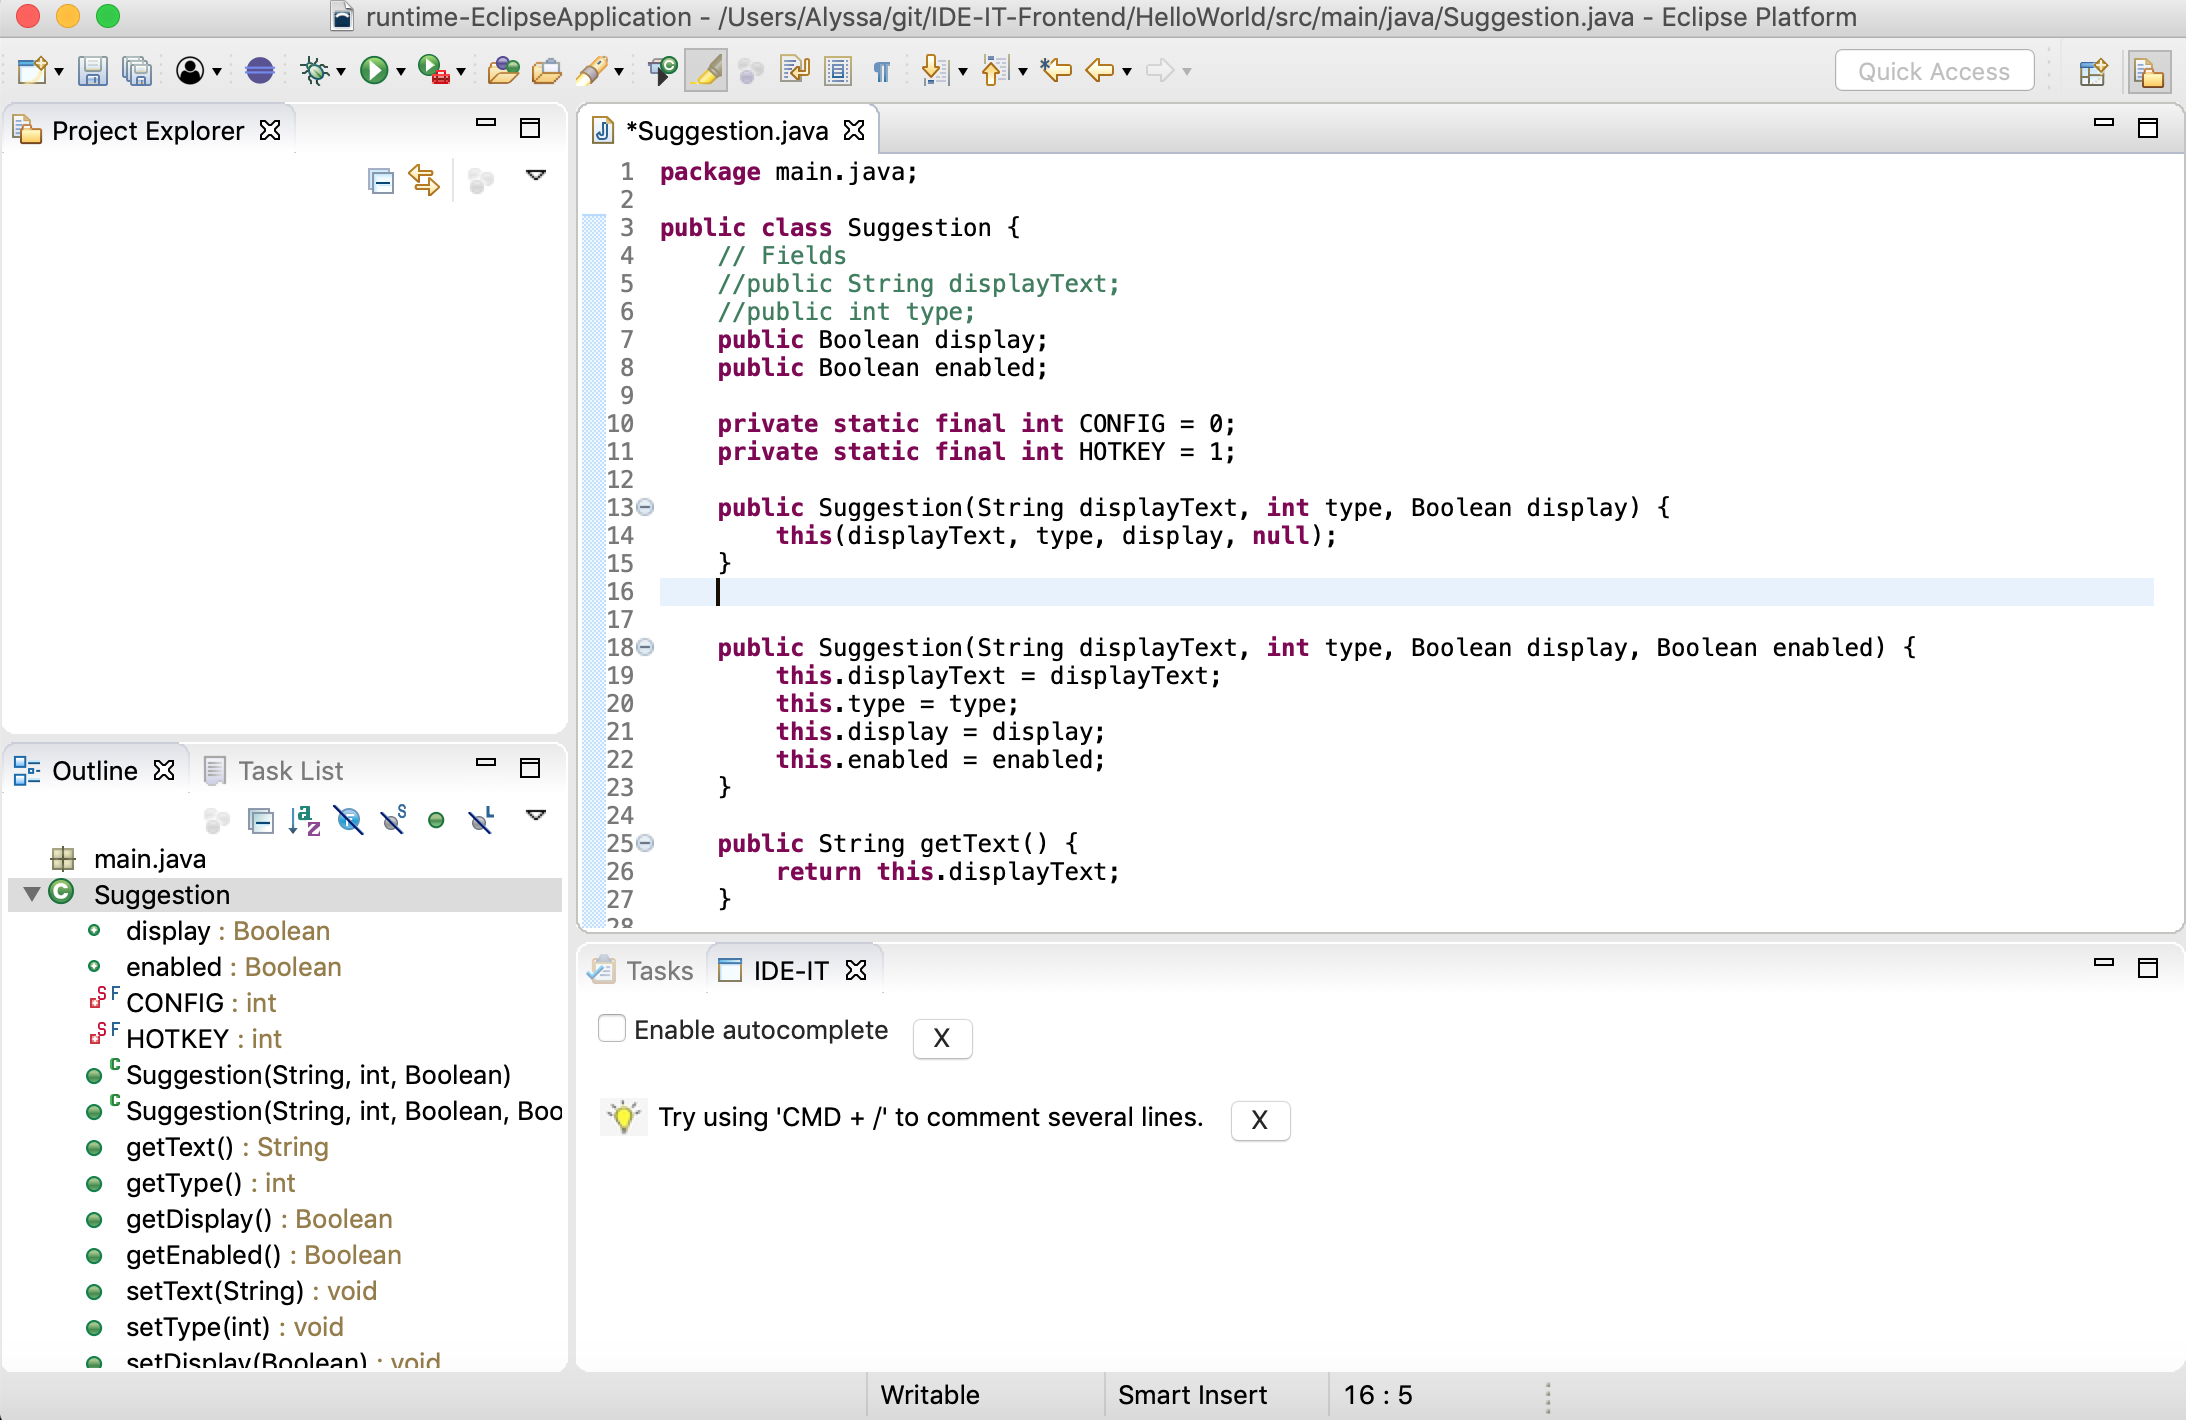 runtime-EclipseApplication - /Users/Alyssa/git/IDE-IT-Frontend/HelloWorld/src/main/java/Suggestion.java - Eclipse Platform
Quick Access
Project Explorer
*Suggestion.java
1 package main.java;
2
3 public class Suggestion {
4 // Fields
5 //public String displayText;
6 //public int type;
7 public Boolean display;
8 public Boolean enabled;
9
10 private static final int CONFIG = 0;
11 private static final int HOTKEY = 1;
12
13 public Suggestion(String displayText, int type, Boolean display) {
14 this(displayText, type, display, null);
15 }
16
17
18 public Suggestion(String displayText, int type, Boolean display, Boolean enabled) {
19 this.displayText = displayText;
20 this.type = type;
21 this.display = display;
22 this.enabled = enabled;
23 }
24
25 public String getText() {
26 return this.displayText;
27 }
28
Outline Task List
main.java
Suggestion
display : Boolean
enabled : Boolean
CONFIG : int
HOTKEY : int
Suggestion(String, int, Boolean)
Suggestion(String, int, Boolean, Boo
getText() : String
getType() : int
getDisplay() : Boolean
getEnabled() : Boolean
setText(String) : void
setType(int) : void
setDisplay(Boolean) : void
Tasks IDE-IT
Enable autocomplete X
Try using 'CMD + /' to comment several lines. X
Writable Smart Insert 16 : 5